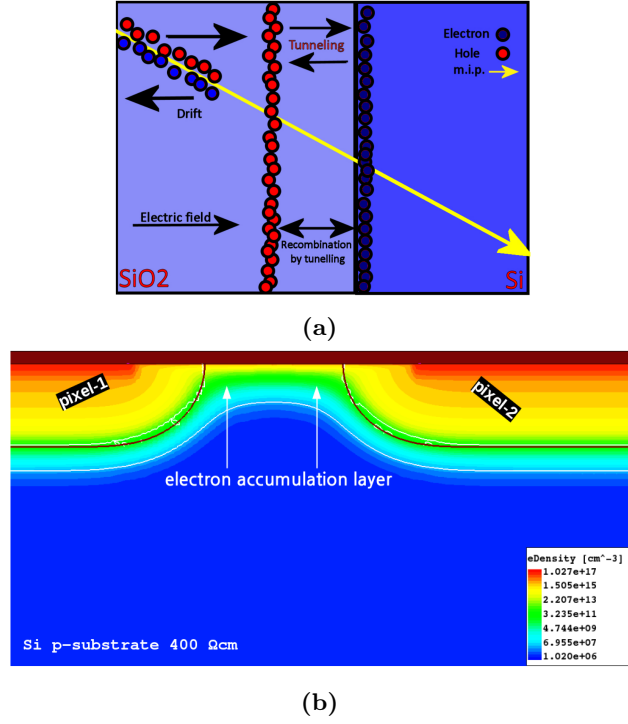 Electron
Hole
m.i.p.
Tunneling
Drift
Electric field
Recombination
by tunelling
SiO2
Si
(a)
pixel-1
pixel-2
electron accumulation layer
eDensity [cm^-3]
1.027e+17
1.505e+15
2.207e+13
3.235e+11
4.744e+09
6.955e+07
1.020e+06
Si p-substrate 400 Ωcm
(b)